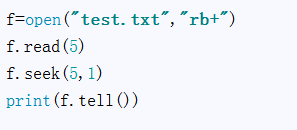 f=open("test.txt","rb+")
f.read(5)
f.seek(5,1)
print(f.tell())